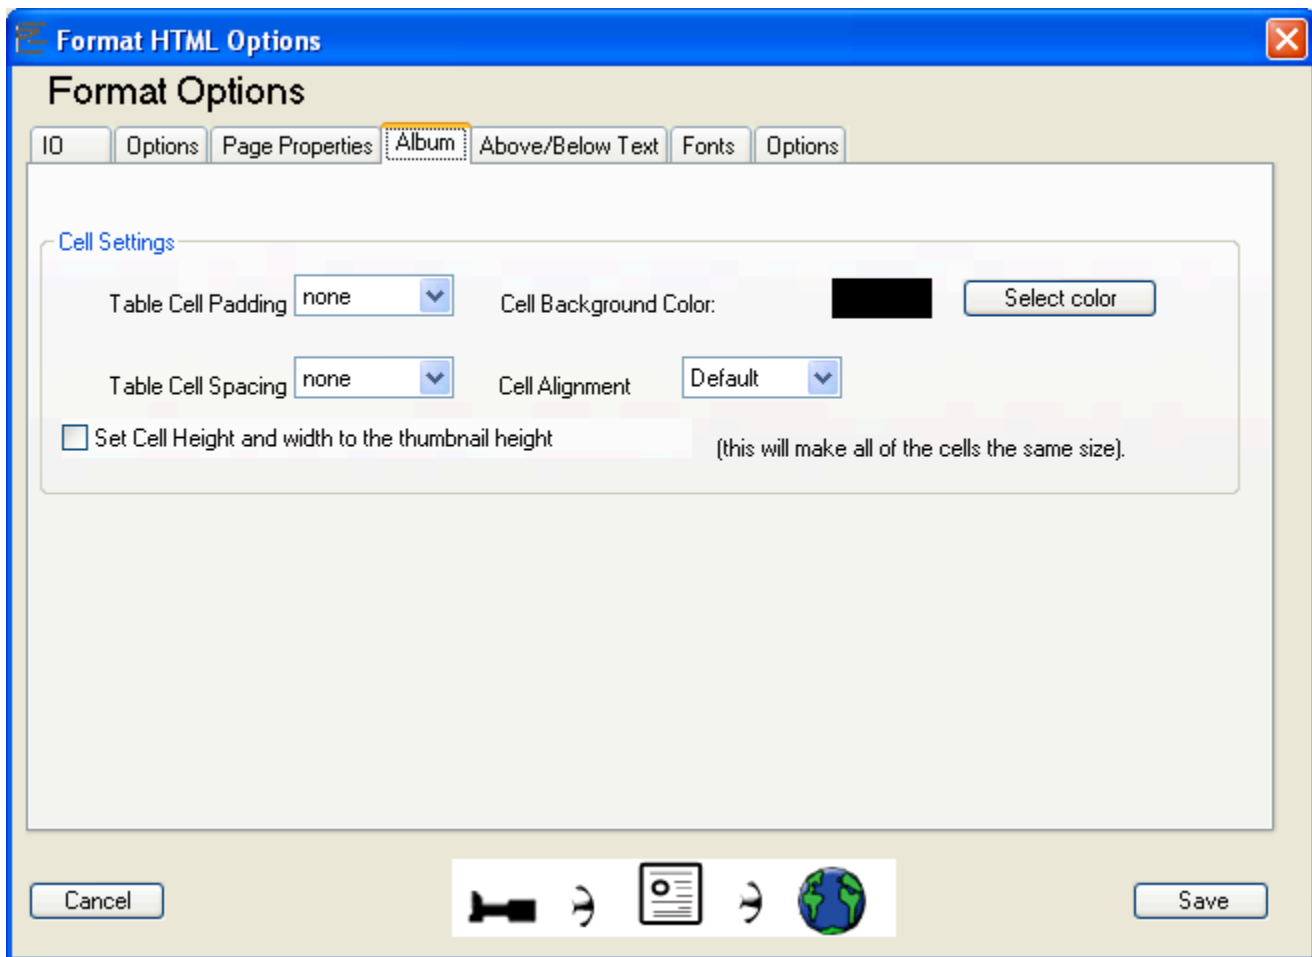 Format HTML Options
Format Options
IO Options Page Properties Album Above/Below Text Fonts Options
Cell Settings
Table Cell Padding none Cell Background Color: Select color
Table Cell Spacing none Cell Alignment Default
Set Cell Height and width to the thumbnail height (this will make all of the cells the same size).
Cancel Save